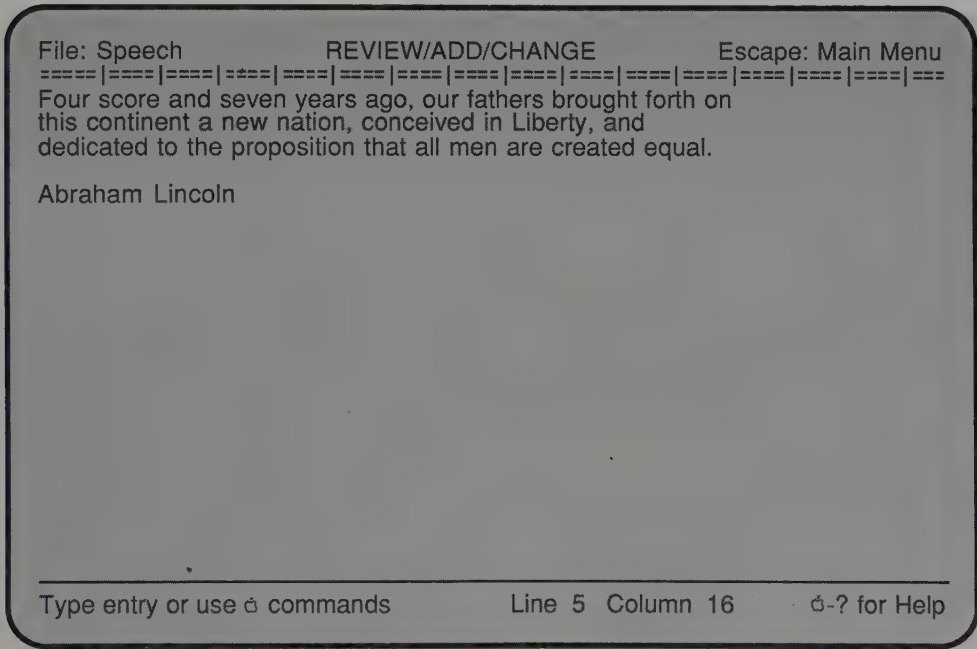 File: Speech REVIEW/ADD/CHANGE Escape: Main Menu
=====|====|====|====|====|====|====|====|====|====|====|====|====|====|====|===
Four score and seven years ago, our fathers brought forth on
this continent a new nation, conceived in Liberty, and
dedicated to the proposition that all men are created equal.
Abraham Lincoln
Type entry or use commands Line 5 Column 16 -? for Help